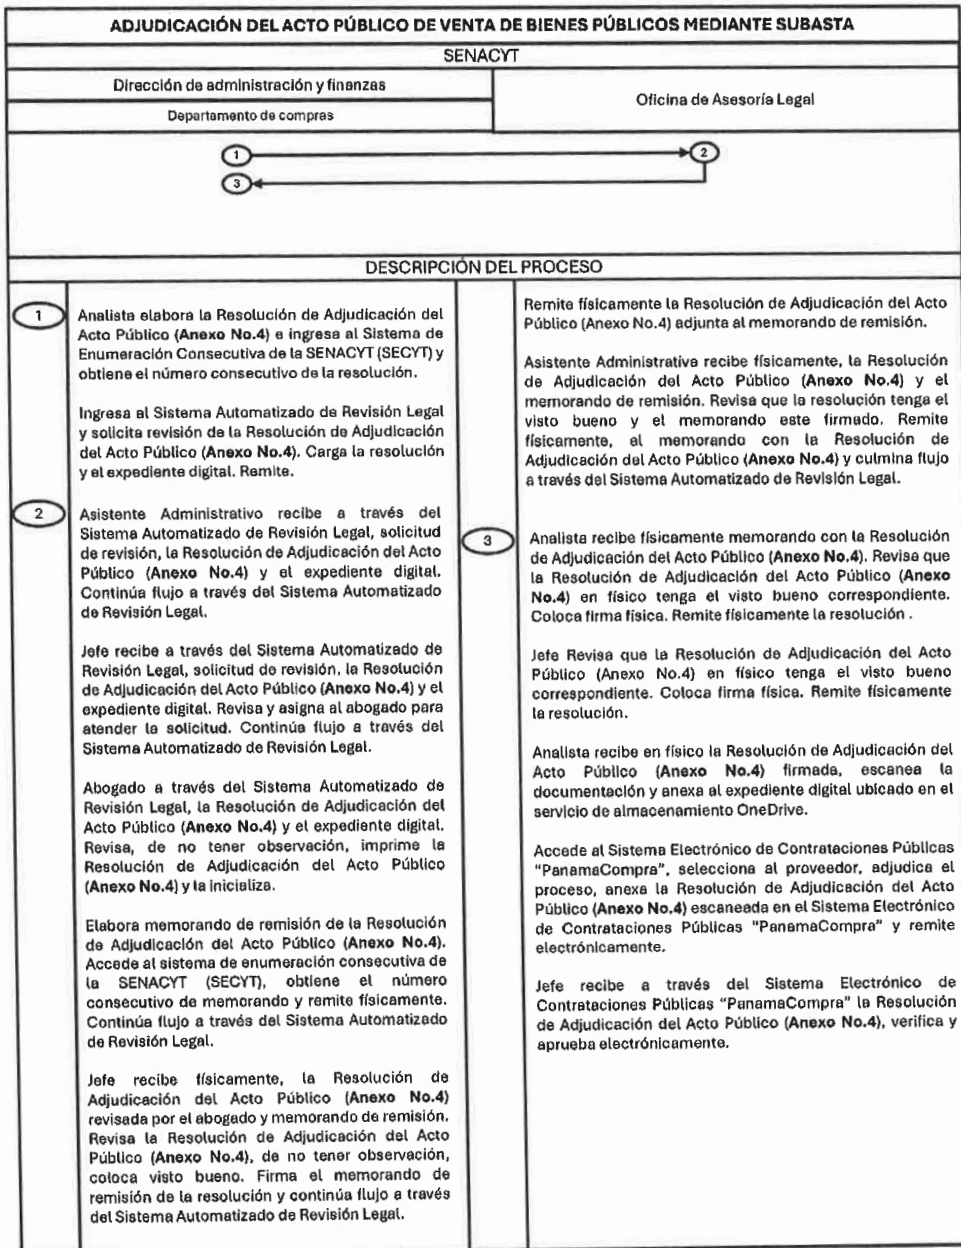 ADJUDICACIÓN DEL ACTO PÚBLICO DE VENTA DE BIENES PÚBLICOS MEDIANTE SUBASTA
SENACYT
Dirección de administración y finanzas
Departamento de compras
Oficina de Asesoría Legal
1
2
3
DESCRIPCIÓN DEL PROCESO
1
Analista elabora la Resolución de Adjudicación del
Acto Público (Anexo No.4) e ingresa al Sistema de
Enumeración Consecutiva de la SENACYT (SECYT) y
obtiene el número consecutivo de la resolución.
Ingresa al Sistema Automatizado de Revisión Legal
y solicita revisión de la Resolución de Adjudicación
del Acto Público (Anexo No.4). Carga la resolución
y el expediente digital. Remite.
2
Asistente Administrativo recibe a través del
Sistema Automatizado de Revisión Legal, solicitud
de revisión, la Resolución de Adjudicación del Acto
Público (Anexo No.4) y el expediente digital.
Continúa flujo a través del Sistema Automatizado
de Revisión Legal.
Jefe recibe a través del Sistema Automatizado de
Revisión Legal, solicitud de revisión, la Resolución
de Adjudicación del Acto Público (Anexo No.4) y el
expediente digital. Revisa y asigna al abogado para
atender la solicitud. Continúa flujo a través del
Sistema Automatizado de Revisión Legal.
Abogado a través del Sistema Automatizado de
Revisión Legal, la Resolución de Adjudicación del
Acto Público (Anexo No.4) y el expediente digital.
Revisa, de no tener observación, imprime la
Resolución de Adjudicación del Acto Público
(Anexo No.4) y la inicializa.
Elabora memorando de remisión de la Resolución
de Adjudicación del Acto Público (Anexo No.4).
Accede al sistema de enumeración consecutiva de
la SENACYT (SECYT), obtiene el número
consecutivo de memorando y remite físicamente.
Continúa flujo a través del Sistema Automatizado
de Revisión Legal.
Jefe recibe físicamente, la Resolución de
Adjudicación del Acto Público (Anexo No.4)
revisada por el abogado y memorando de remisión.
Revisa la Resolución de Adjudicación del Acto
Público (Anexo No.4), de no tener observación,
coloca visto bueno. Firma el memorando de
remisión de la resolución y continúa flujo a través
del Sistema Automatizado de Revisión Legal.
Remite físicamente la Resolución de Adjudicación del Acto
Público (Anexo No.4) adjunta al memorando de remisión.
Asistente Administrativa recibe físicamente, la Resolución
de Adjudicación del Acto Público (Anexo No.4) y el
memorando de remisión. Revisa que la resolución tenga el
visto bueno y el memorando este firmado. Remite
físicamente, el memorando con la Resolución de
Adjudicación del Acto Público (Anexo No.4) y culmina flujo
a través del Sistema Automatizado de Revisión Legal.
3
Analista recibe físicamente memorando con la Resolución
de Adjudicación del Acto Público (Anexo No.4). Revisa que
la Resolución de Adjudicación del Acto Público (Anexo
No.4) en físico tenga el visto bueno correspondiente.
Coloca firma física. Remite físicamente la resolución .
Jefe Revisa que la Resolución de Adjudicación del Acto
Público (Anexo No.4) en físico tenga el visto bueno
correspondiente. Coloca firma física. Remite físicamente
la resolución.
Analista recibe en físico la Resolución de Adjudicación del
Acto Público (Anexo No.4) firmada, escanea la
documentación y anexa al expediente digital ubicado en el
servicio de almacenamiento OneDrive.
Accede al Sistema Electrónico de Contrataciones Públicas
"PanamaCompra", selecciona al proveedor, adjudica el
proceso, anexa la Resolución de Adjudicación del Acto
Público (Anexo No.4) escaneada en el Sistema Electrónico
de Contrataciones Públicas "PanamaCompra" y remite
electrónicamente.
Jefe recibe a través del Sistema Electrónico de
Contrataciones Públicas "PanamaCompra" la Resolución
de Adjudicación del Acto Público (Anexo No.4), verifica y
aprueba electrónicamente.